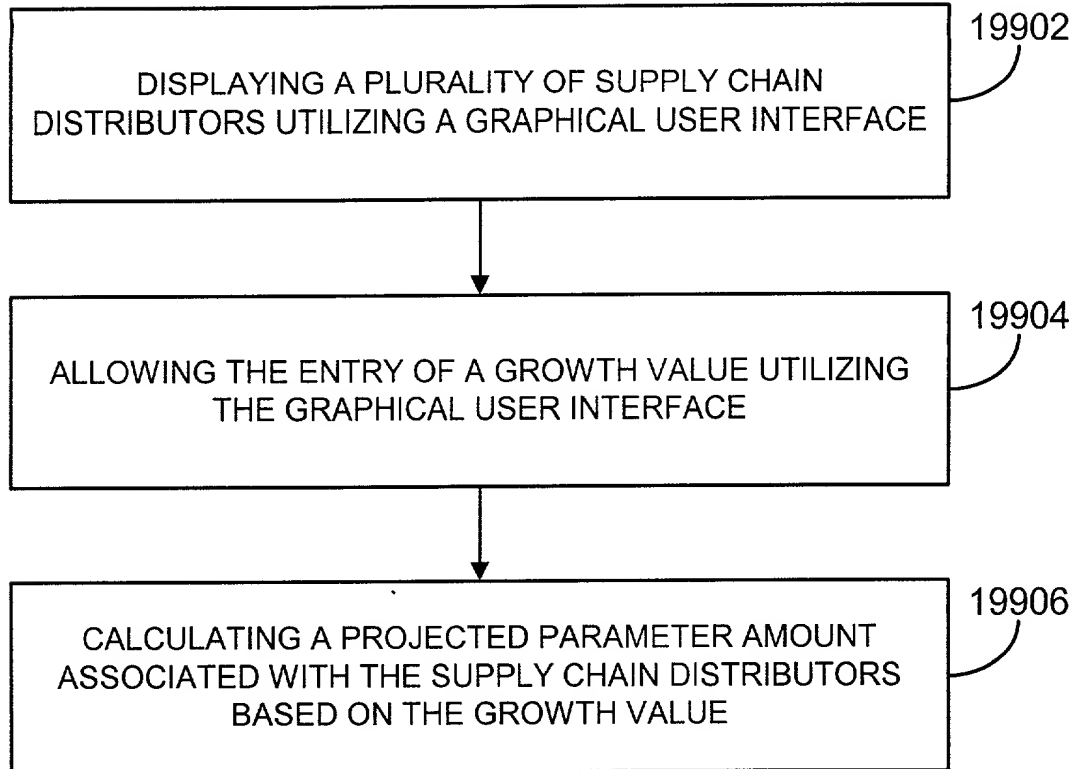 19902
DISPLAYING A PLURALITY OF SUPPLY CHAIN
DISTRIBUTORS UTILIZING A GRAPHICAL USER INTERFACE
19904
ALLOWING THE ENTRY OF A GROWTH VALUE UTILIZING
THE GRAPHICAL USER INTERFACE
19906
CALCULATING A PROJECTED PARAMETER AMOUNT
ASSOCIATED WITH THE SUPPLY CHAIN DISTRIBUTORS
BASED ON THE GROWTH VALUE